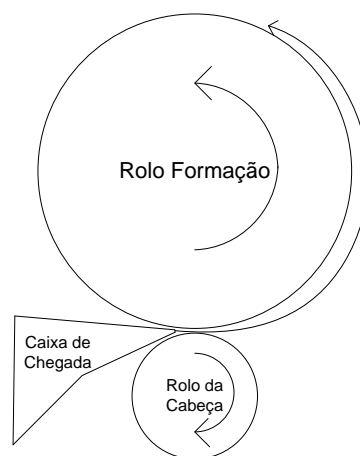 Rolo Formação
Caixa de
Chegada
Rolo da
Cabeça